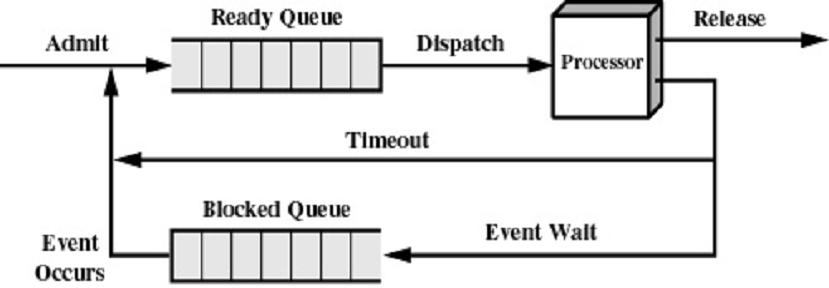 Ready Queue
Release
Admit
Dispatch
Processor
Timeout
Blocked Queue
Event Wait
Event
Occurs